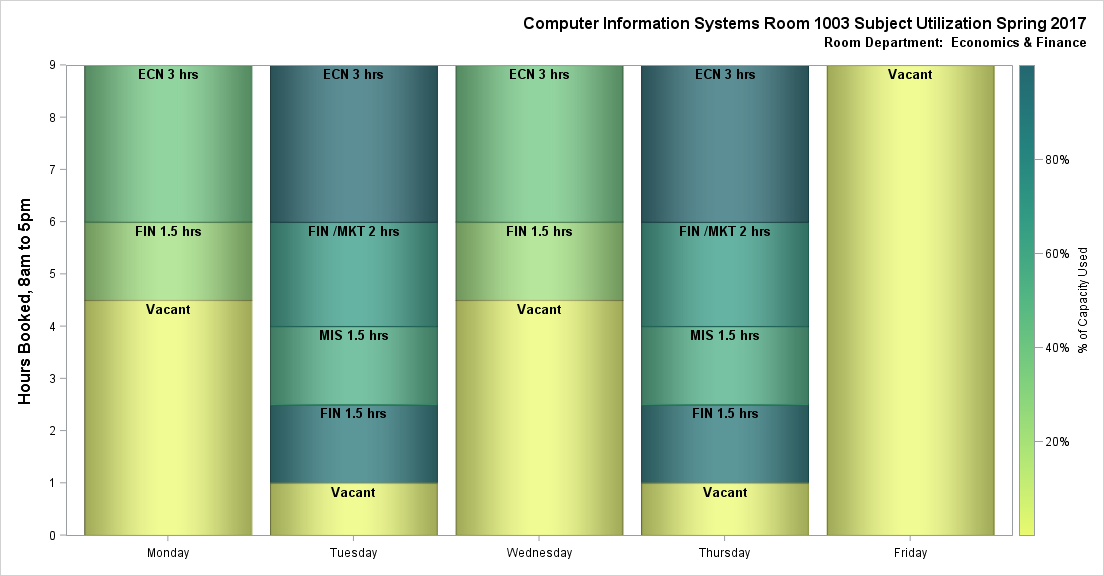 Computer Information Systems Room 1003 Subject Utilization Spring 2017
Room Department:  Economics & Finance
Hours Booked, 8am to 5pm
9
8
7
6
5
4
3
2
1
0
ECN 3 hrs
FIN 1.5 hrs
Vacant
Monday
ECN 3 hrs
FIN /MKT 2 hrs
MIS 1.5 hrs
FIN 1.5 hrs
Vacant
Tuesday
ECN 3 hrs
FIN 1.5 hrs
Vacant
Wednesday
ECN 3 hrs
FIN /MKT 2 hrs
MIS 1.5 hrs
FIN 1.5 hrs
Vacant
Thursday
Vacant
Friday
80%
60%
40%
20%
% of Capacity Used